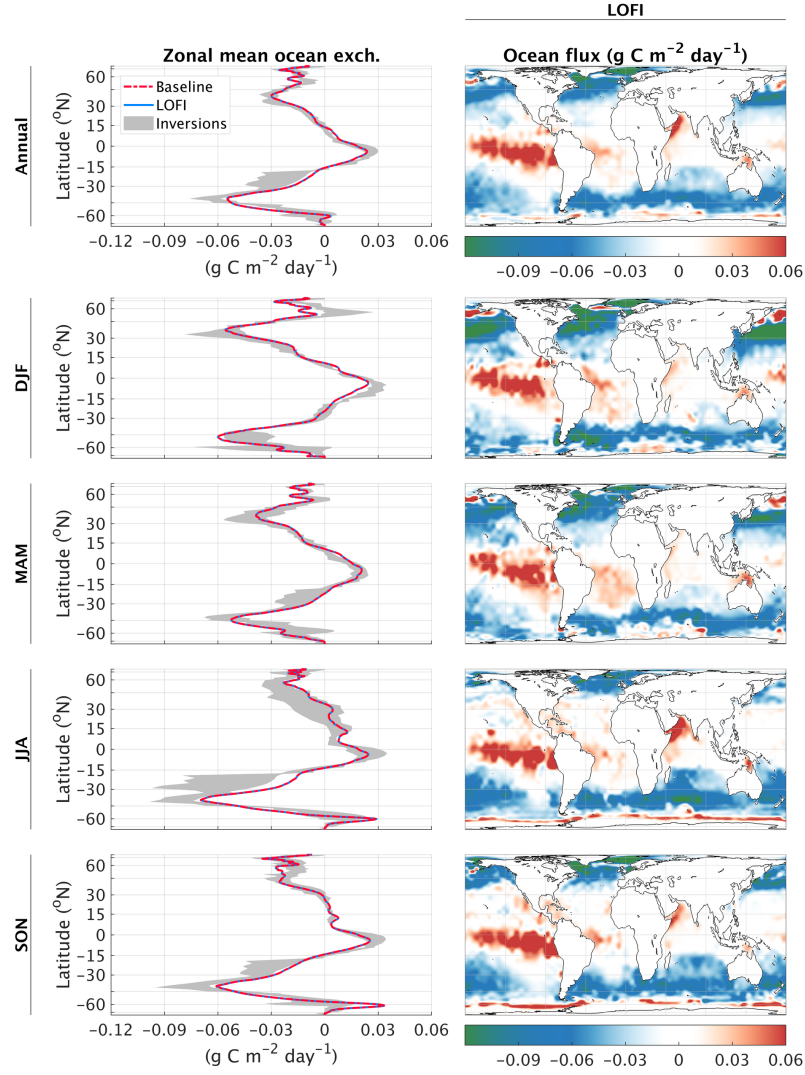 LOFI
Zonal mean ocean exch.
Ocean flux (g C m−2 day−1)
Annual
Latitude (oN)
60
30
15
0
−15
−30
−60
Baseline
LOFI
Inversions
−0.12 −0.09 −0.06 −0.03 0 0.03 0.06
(g C m−2 day−1)
−0.09 −0.06 −0.03 0 0.03 0.06
DJF
Latitude (oN)
60
30
15
0
−15
−30
−60
MAM
Latitude (oN)
60
30
15
0
−15
−30
−60
JJA
Latitude (oN)
60
30
15
0
−15
−30
−60
SON
Latitude (oN)
60
30
15
0
−15
−30
−60
−0.12 −0.09 −0.06 −0.03 0 0.03 0.06
(g C m−2 day−1)
−0.09 −0.06 −0.03 0 0.03 0.06